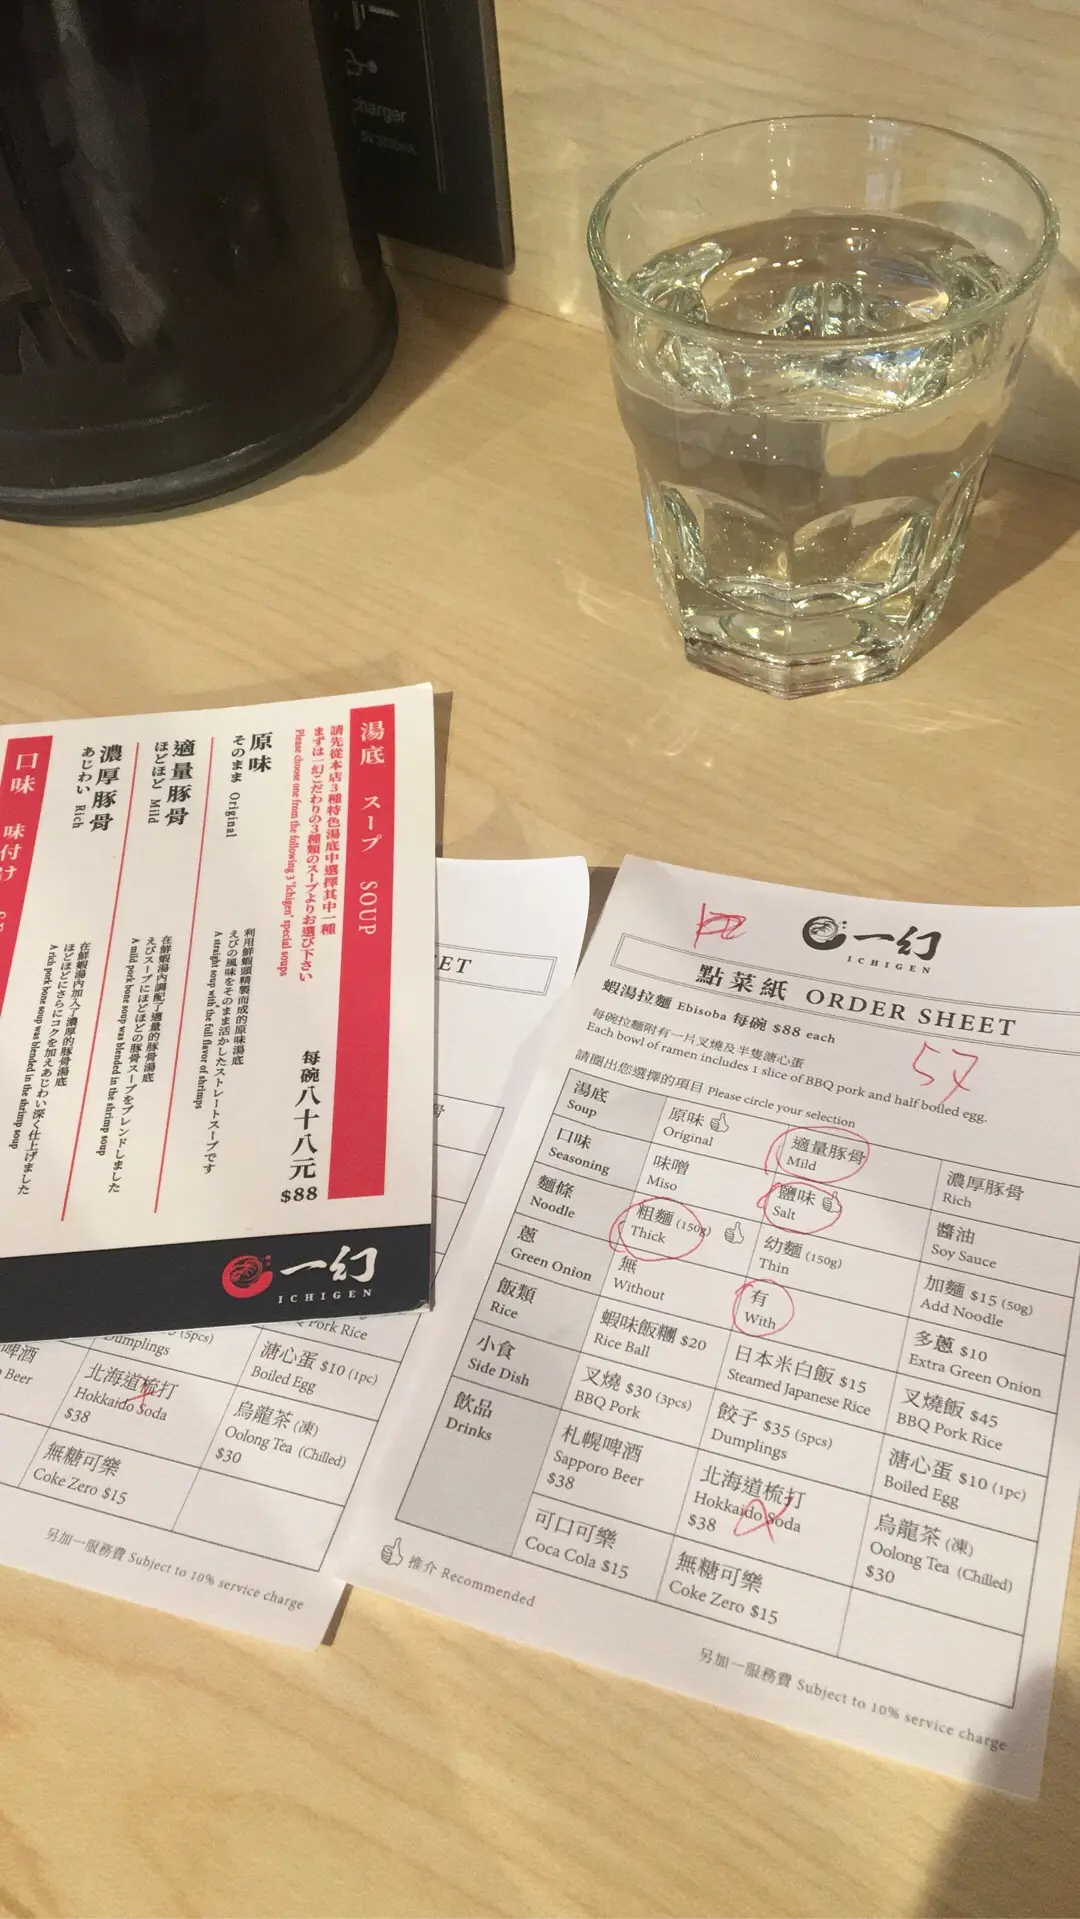 charger
湯底 スープ SOUP
請先從本店3種特色湯底中選擇其中一種
まずは一幻こだわりの3種類のスープよりお選び下さい
Please choose one from the following 3 "Ichigen" special soups
原味
そのまま Original
利用鮮蝦頭精製而成的原味湯底
えびの風味をそのまま活かしたストレートスープです
A straight soup with the full flavor of shrimps
適量豚骨
ほどほど Mild
在鮮蝦湯內調配了適量的豚骨湯底
えびスープにほどほどの豚骨スープをブレンドしました
A mild pork bone soup was blended in the shrimp soup
濃厚豚骨
あじわい Rich
在鮮蝦湯內加入了濃厚的豚骨湯底
ほどほどにさらにコクを加えあじわい深く仕上げました
A rich pork bone soup was blended in the shrimp soup
每碗八十八元
$88
口味 味付け
一幻
ICHIGEN
ET
(5pcs)
Dumplings
Pork Rice
啤酒
Beer
北海道梳打
Hokkaido Soda
$38
溏心蛋 $10 (1pc)
Boiled Egg
烏龍茶 (凍)
Oolong Tea (Chilled)
$30
無糖可樂
Coke Zero $15
另加一服務費 Subject to 10% service charge
一幻
ICHIGEN
點菜紙 ORDER SHEET
蝦湯拉麵 Ebisoba 每碗 $88 each
57
每碗拉麵附有一片叉燒及半隻溏心蛋
Each bowl of ramen includes 1 slice of BBQ pork and half boiled egg.
請圈出您選擇的項目 Please circle your selection
湯底
Soup
原味
Original
適量豚骨
Mild
濃厚豚骨
Rich
口味
Seasoning
味噌
Miso
鹽味
Salt
醬油
Soy Sauce
麵條
Noodle
粗麵 (150g)
Thick
幼麵 (150g)
Thin
加麵 $15 (50g)
Add Noodle
蔥
Green Onion
無
Without
有
With
多蔥 $10
Extra Green Onion
飯類
Rice
蝦味飯糰 $20
Rice Ball
日本米白飯 $15
Steamed Japanese Rice
叉燒飯 $45
BBQ Pork Rice
小食
Side Dish
叉燒 $30 (3pcs)
BBQ Pork
餃子 $35 (5pcs)
Dumplings
溏心蛋 $10 (1pc)
Boiled Egg
飲品
Drinks
札幌啤酒
Sapporo Beer
$38
北海道梳打
Hokkaido Soda
$38
烏龍茶 (凍)
Oolong Tea (Chilled)
$30
可口可樂
Coca Cola $15
無糖可樂
Coke Zero $15
推介 Recommended
另加一服務費 Subject to 10% service charge